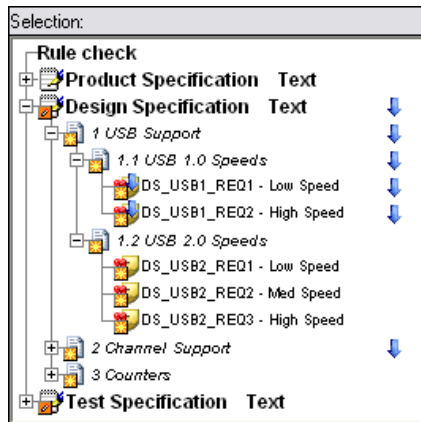 Selection:
Rule check
Product Specification Text
Design Specification Text
1 USB Support
1.1 USB 1.0 Speeds
DS_USB1_REQ1 - Low Speed
DS_USB1_REQ2 - High Speed
1.2 USB 2.0 Speeds
DS_USB2_REQ1 - Low Speed
DS_USB2_REQ2 - Med Speed
DS_USB2_REQ3 - High Speed
2 Channel Support
3 Counters
Test Specification Text